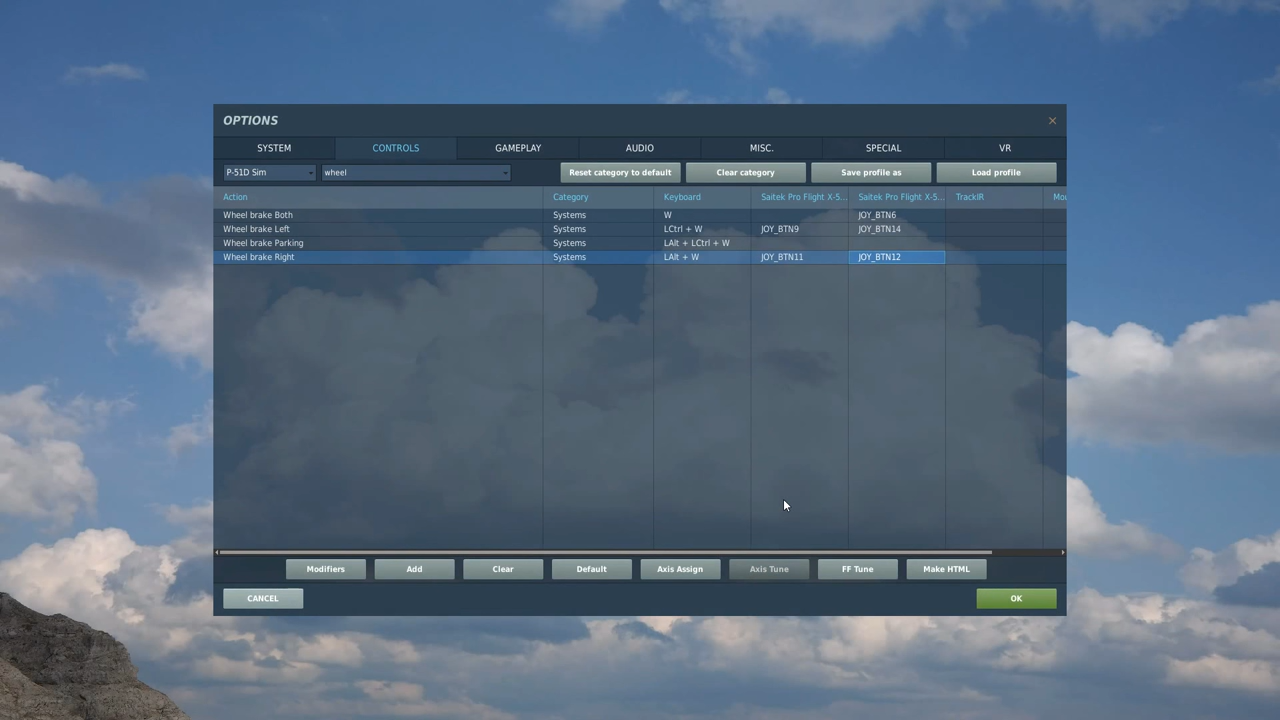 OPTIONS
SYSTEM CONTROLS GAMEPLAY AUDIO MISC. SPECIAL VR
P-51D Sim wheel Reset category to default Clear category Save profile as Load profile
Action Category Keyboard Saitek Pro Flight X-5... Saitek Pro Flight X-5... TrackIR Mou
Wheel brake Both Systems W JOY_BTN6
Wheel brake Left Systems LCtrl + W JOY_BTN9 JOY_BTN14
Wheel brake Parking Systems LAlt + LCtrl + W
Wheel brake Right Systems LAlt + W JOY_BTN11 JOY_BTN12
Modifiers Add Clear Default Axis Assign Axis Tune FF Tune Make HTML
CANCEL OK